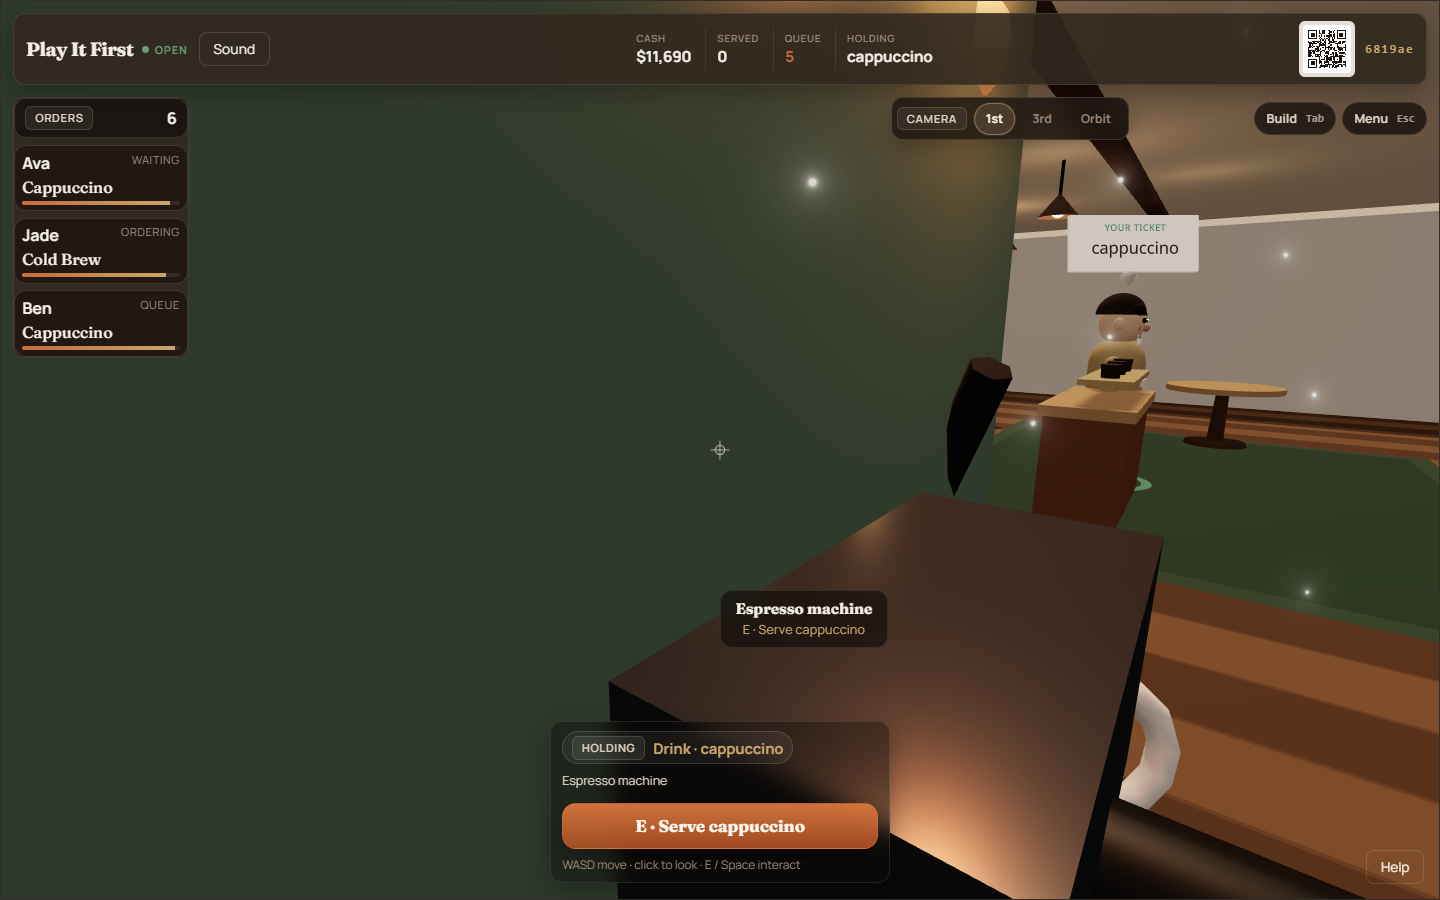 Play It First
OPEN
Sound
CASH
$11,690
SERVED
0
QUEUE
5
HOLDING
cappuccino
6819ae
ORDERS
6
Ava
WAITING
Cappuccino
Jade
ORDERING
Cold Brew
Ben
QUEUE
Cappuccino
CAMERA
1st
3rd
Orbit
Build Tab
Menu Esc
YOUR TICKET
cappuccino
Espresso machine
E · Serve cappuccino
HOLDING
Drink · cappuccino
Espresso machine
E · Serve cappuccino
WASD move · click to look · E / Space interact
Help